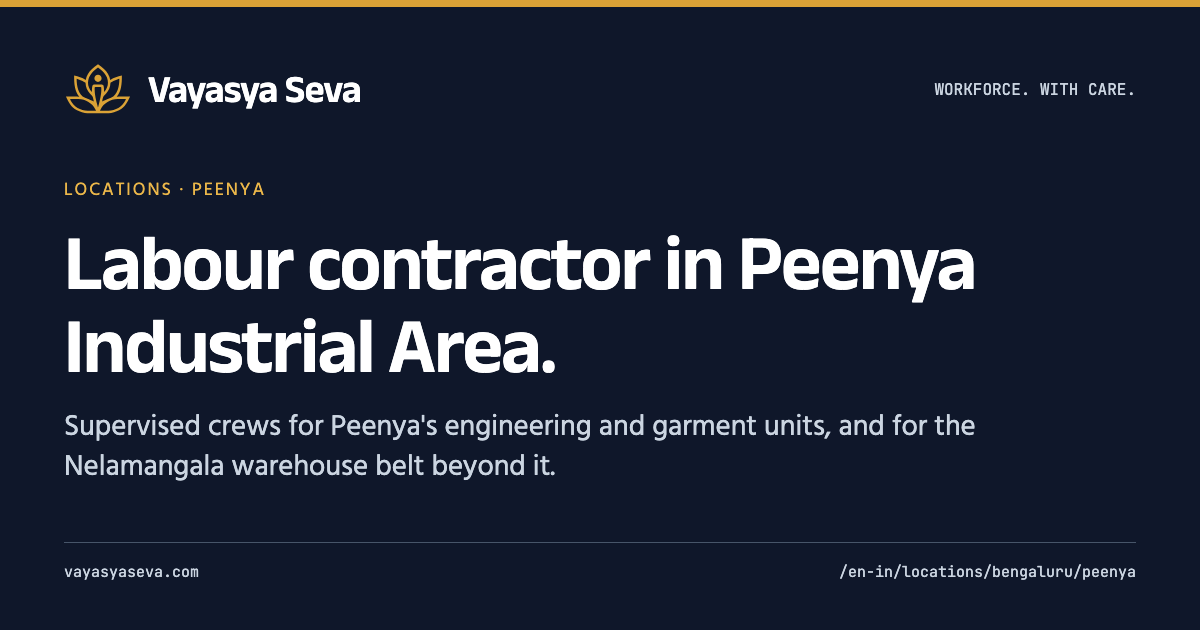 Vayasya Seva
WORKFORCE. WITH CARE.
LOCATIONS · PEENYA
Labour contractor in Peenya
Industrial Area.
Supervised crews for Peenya's engineering and garment units, and for the
Nelamangala warehouse belt beyond it.
vayasyaseva.com
/en-in/locations/bengaluru/peenya